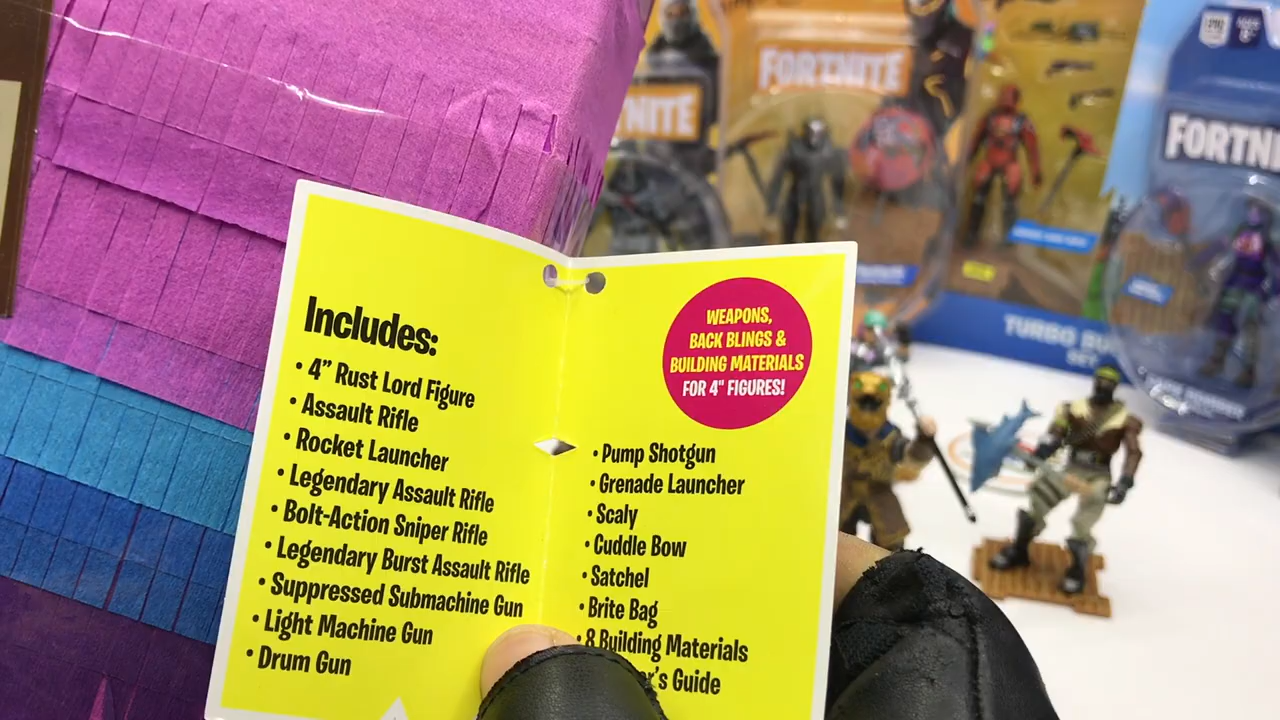 Includes:
• 4” Rust Lord Figure
• Assault Rifle
• Rocket Launcher
• Legendary Assault Rifle
• Bolt-Action Sniper Rifle
• Legendary Burst Assault Rifle
• Suppressed Submachine Gun
• Light Machine Gun
• Drum Gun
WEAPONS,
BACK BLINGS &
BUILDING MATERIALS
FOR 4" FIGURES!
• Pump Shotgun
• Grenade Launcher
• Scaly
• Cuddle Bow
• Satchel
• Brite Bag
• 8 Building Materials
r's Guide
NITE
FORTNITE
FORTNI
TURBO BU